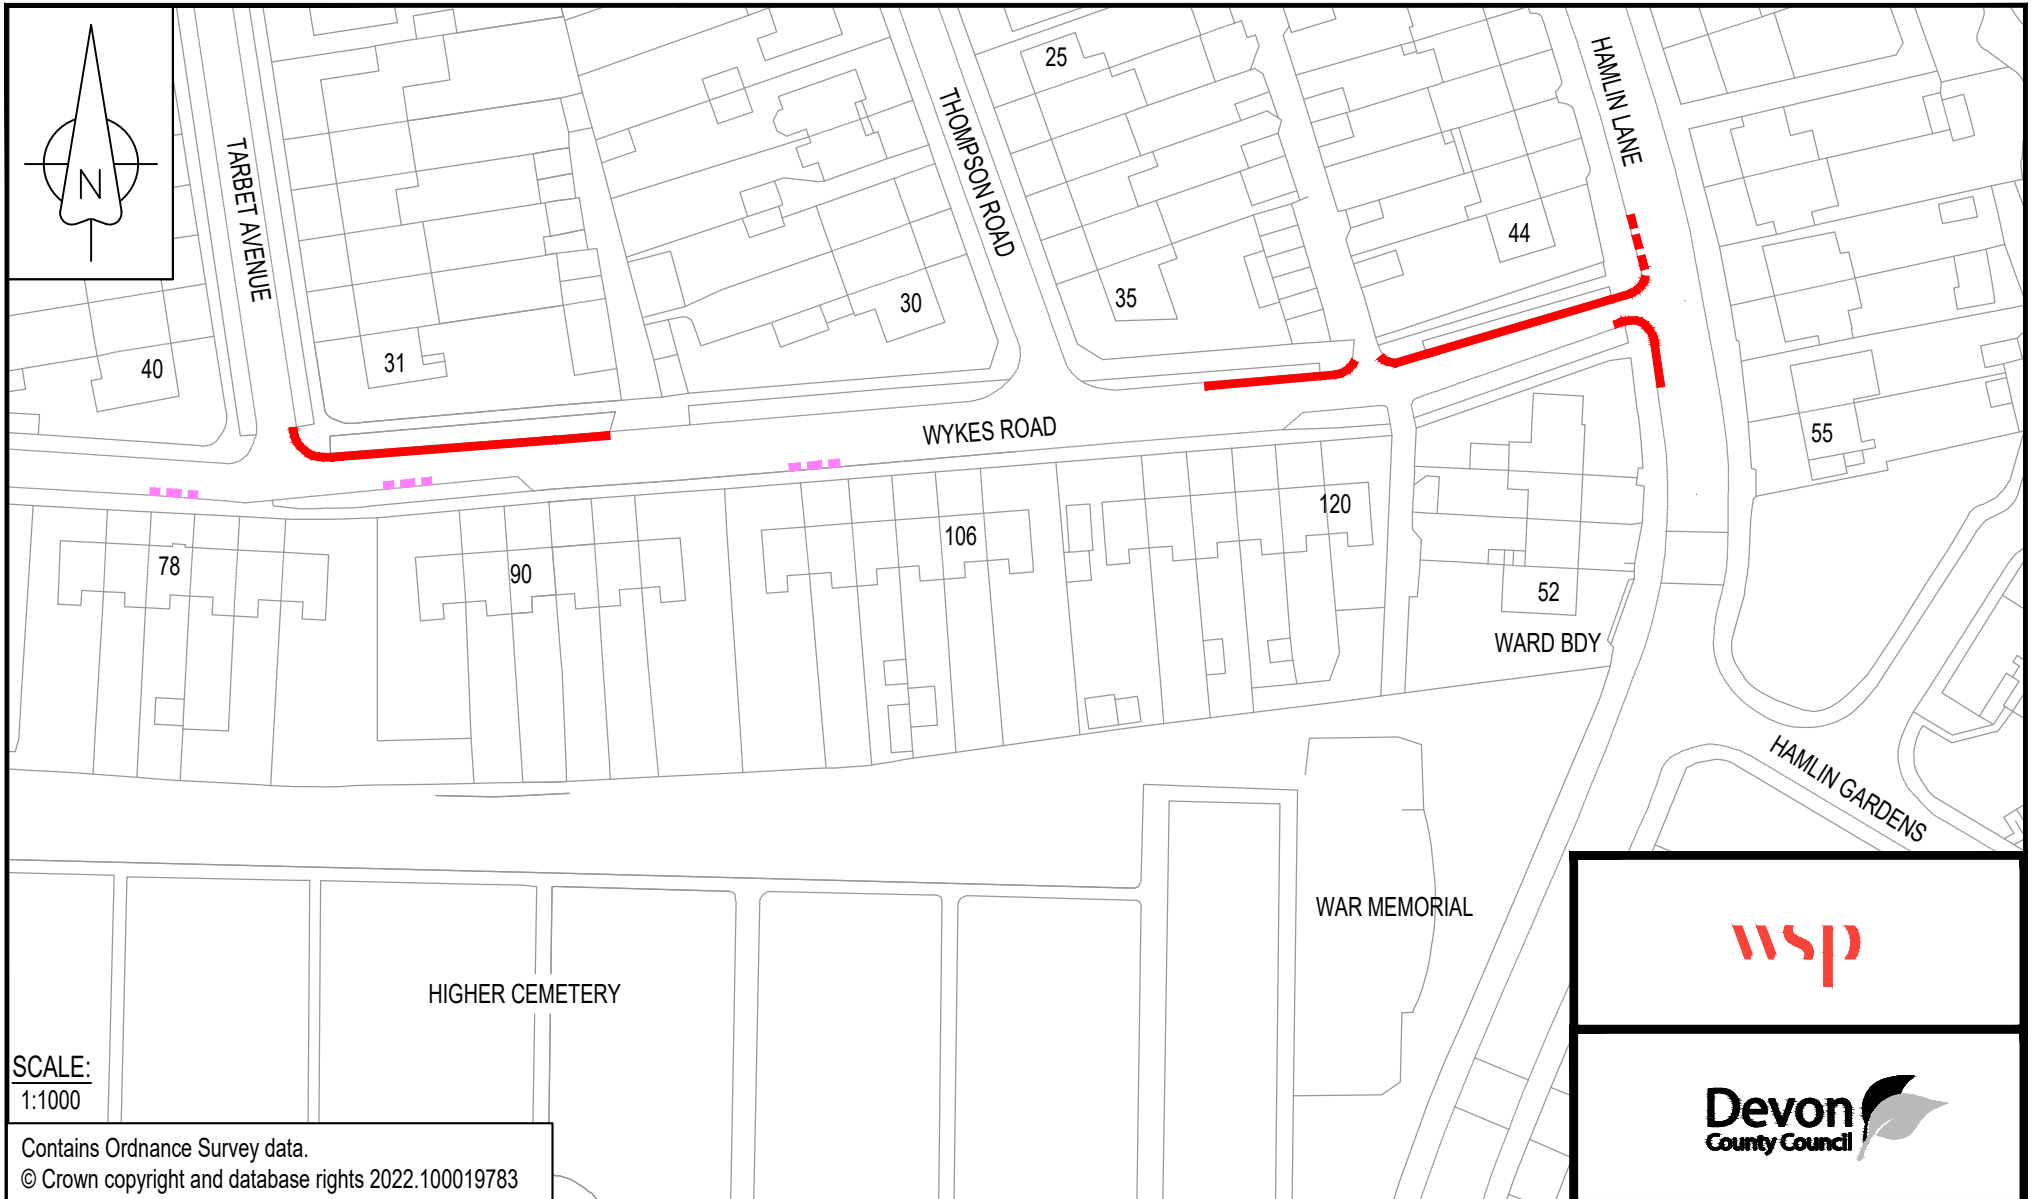 N
TARBET AVENUE
THOMPSON ROAD
HAMLIN LANE
25
44
30
35
31
40
WYKES ROAD
55
78
90
106
120
52
WARD BDY
HAMLIN GARDENS
WAR MEMORIAL
HIGHER CEMETERY
wsp
SCALE:
1:1000
Devon
County Council
Contains Ordnance Survey data.
© Crown copyright and database rights 2022.100019783